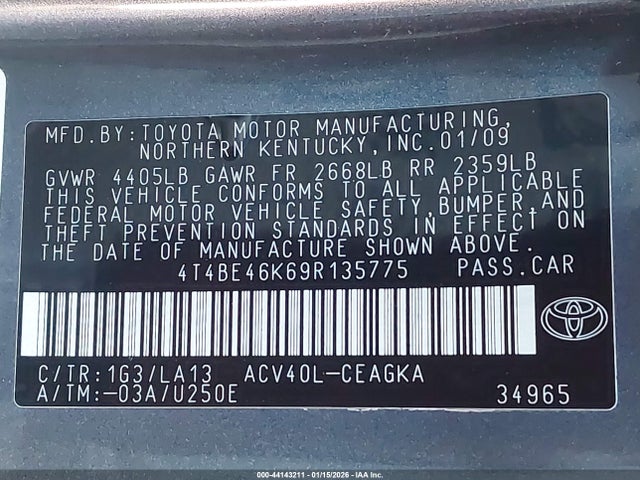 MFD.BY:TOYOTA MOTOR MANUFACTURING,
NORTHERN KENTUCKY,INC.01/09
GVWR 4405LB GAWR FR 2668LB RR 2359LB
THIS VEHICLE CONFORMS TO ALL APPLICABLE
FEDERAL MOTOR VEHICLE SAFETY,BUMPER,AND
THEFT PREVENTION STANDARDS IN EFFECT ON
THE DATE OF MANUFACTURE SHOWN ABOVE.
4T4BE46K69R135775 PASS.CAR
C/TR:1G3/LA13 ACV40L-CEAGKA
A/TM:-03A/U250E 34965
000-44143211 - 01/15/2026 - IAA Inc.